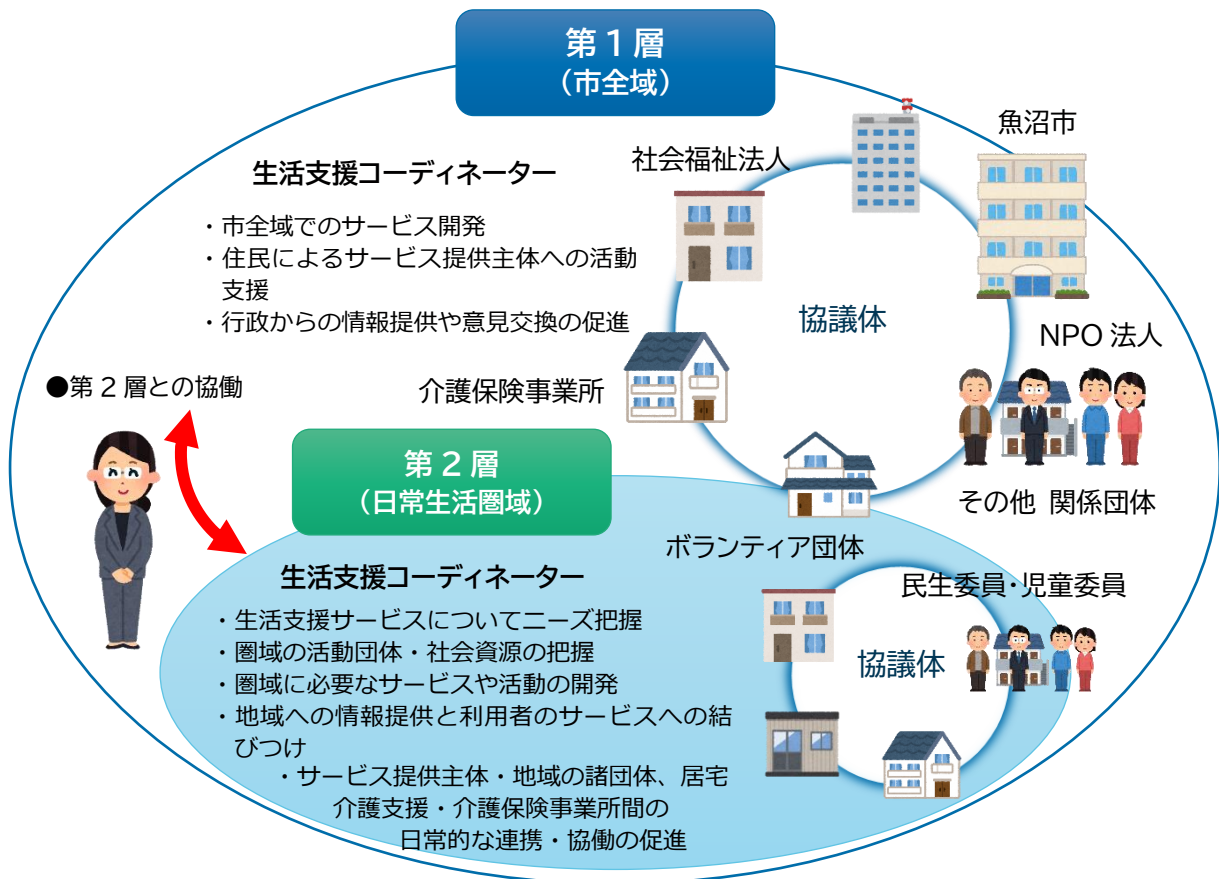 第1層
（市全域）
魚沼市
社会福祉法人
生活支援コーディネーター
・市全域でのサービス開発
・住民によるサービス提供主体への活動
支援
・行政からの情報提供や意見交換の促進
協議体
NPO 法人
●第2層との協働
介護保険事業所
第2層
（日常生活圏域）
その他 関係団体
ボランティア団体
生活支援コーディネーター
民生委員・児童委員
・生活支援サービスについてニーズ把握
・圏域の活動団体・社会資源の把握
・圏域に必要なサービスや活動の開発
・地域への情報提供と利用者のサービスへの結
びつけ
・サービス提供主体・地域の諸団体、居宅
介護支援・介護保険事業所間の
日常的な連携・協働の促進
協議体